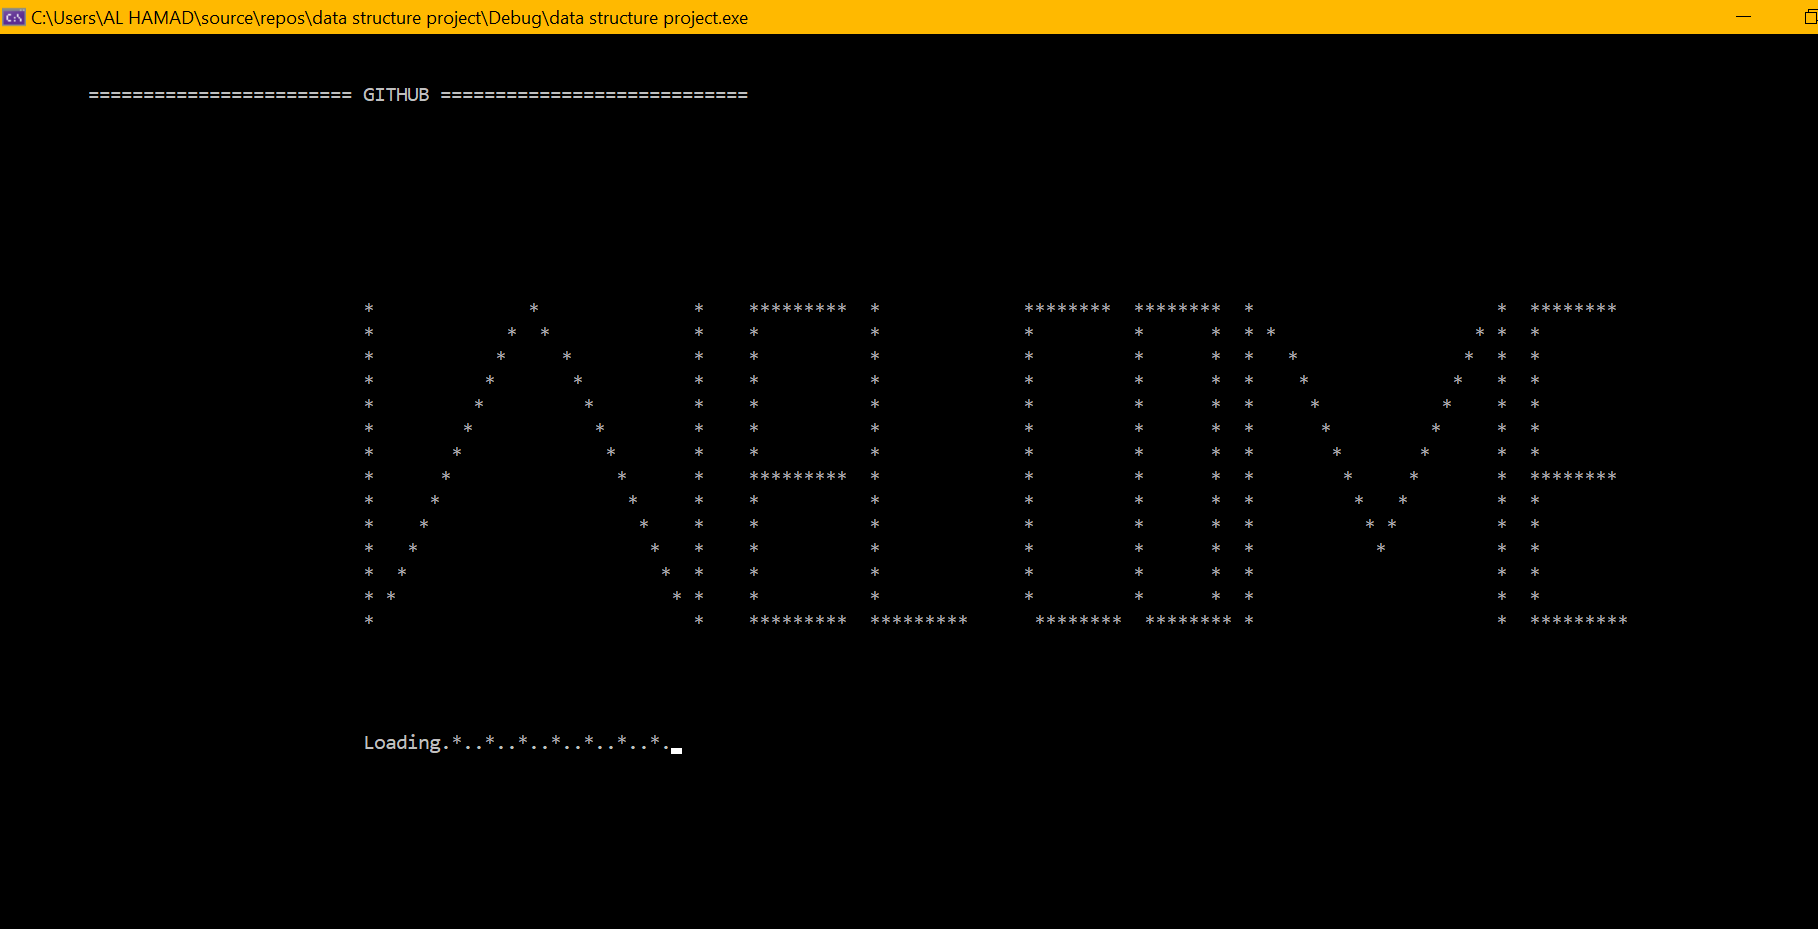 C:\Users\AL HAMAD\source\repos\data structure project\Debug\data structure project.exe
======================== GITHUB ============================
WELCOME
Loading.*..*..*..*..*..*..*.